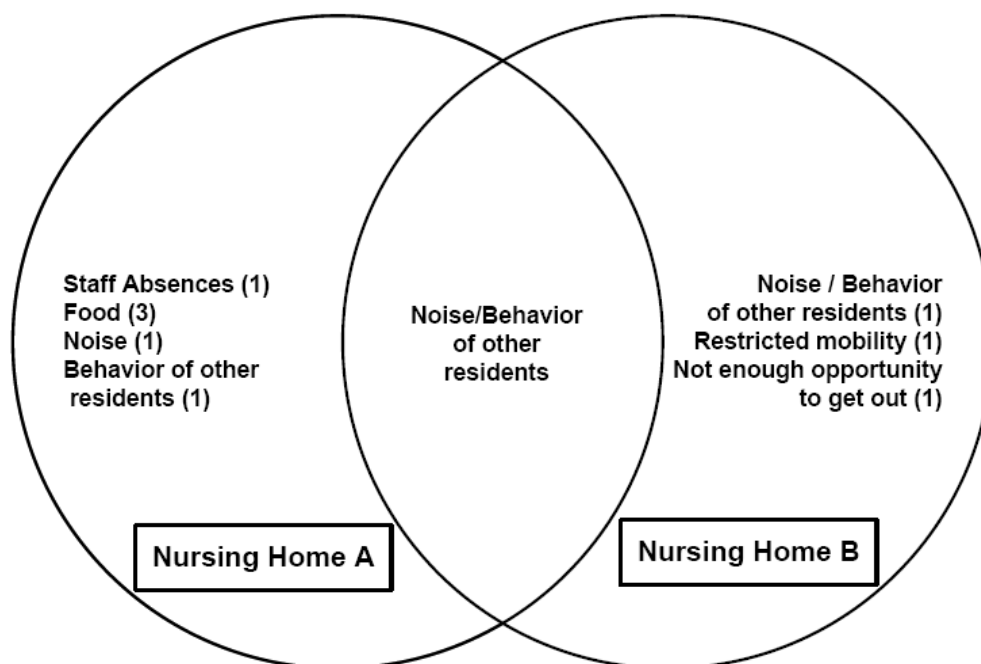 Staff Absences (1)
Food (3)
Noise (1)
Behavior of other
residents (1)
Noise/Behavior
of other
residents
Noise / Behavior
of other residents (1)
Restricted mobility (1)
Not enough opportunity
to get out (1)
Nursing Home A
Nursing Home B